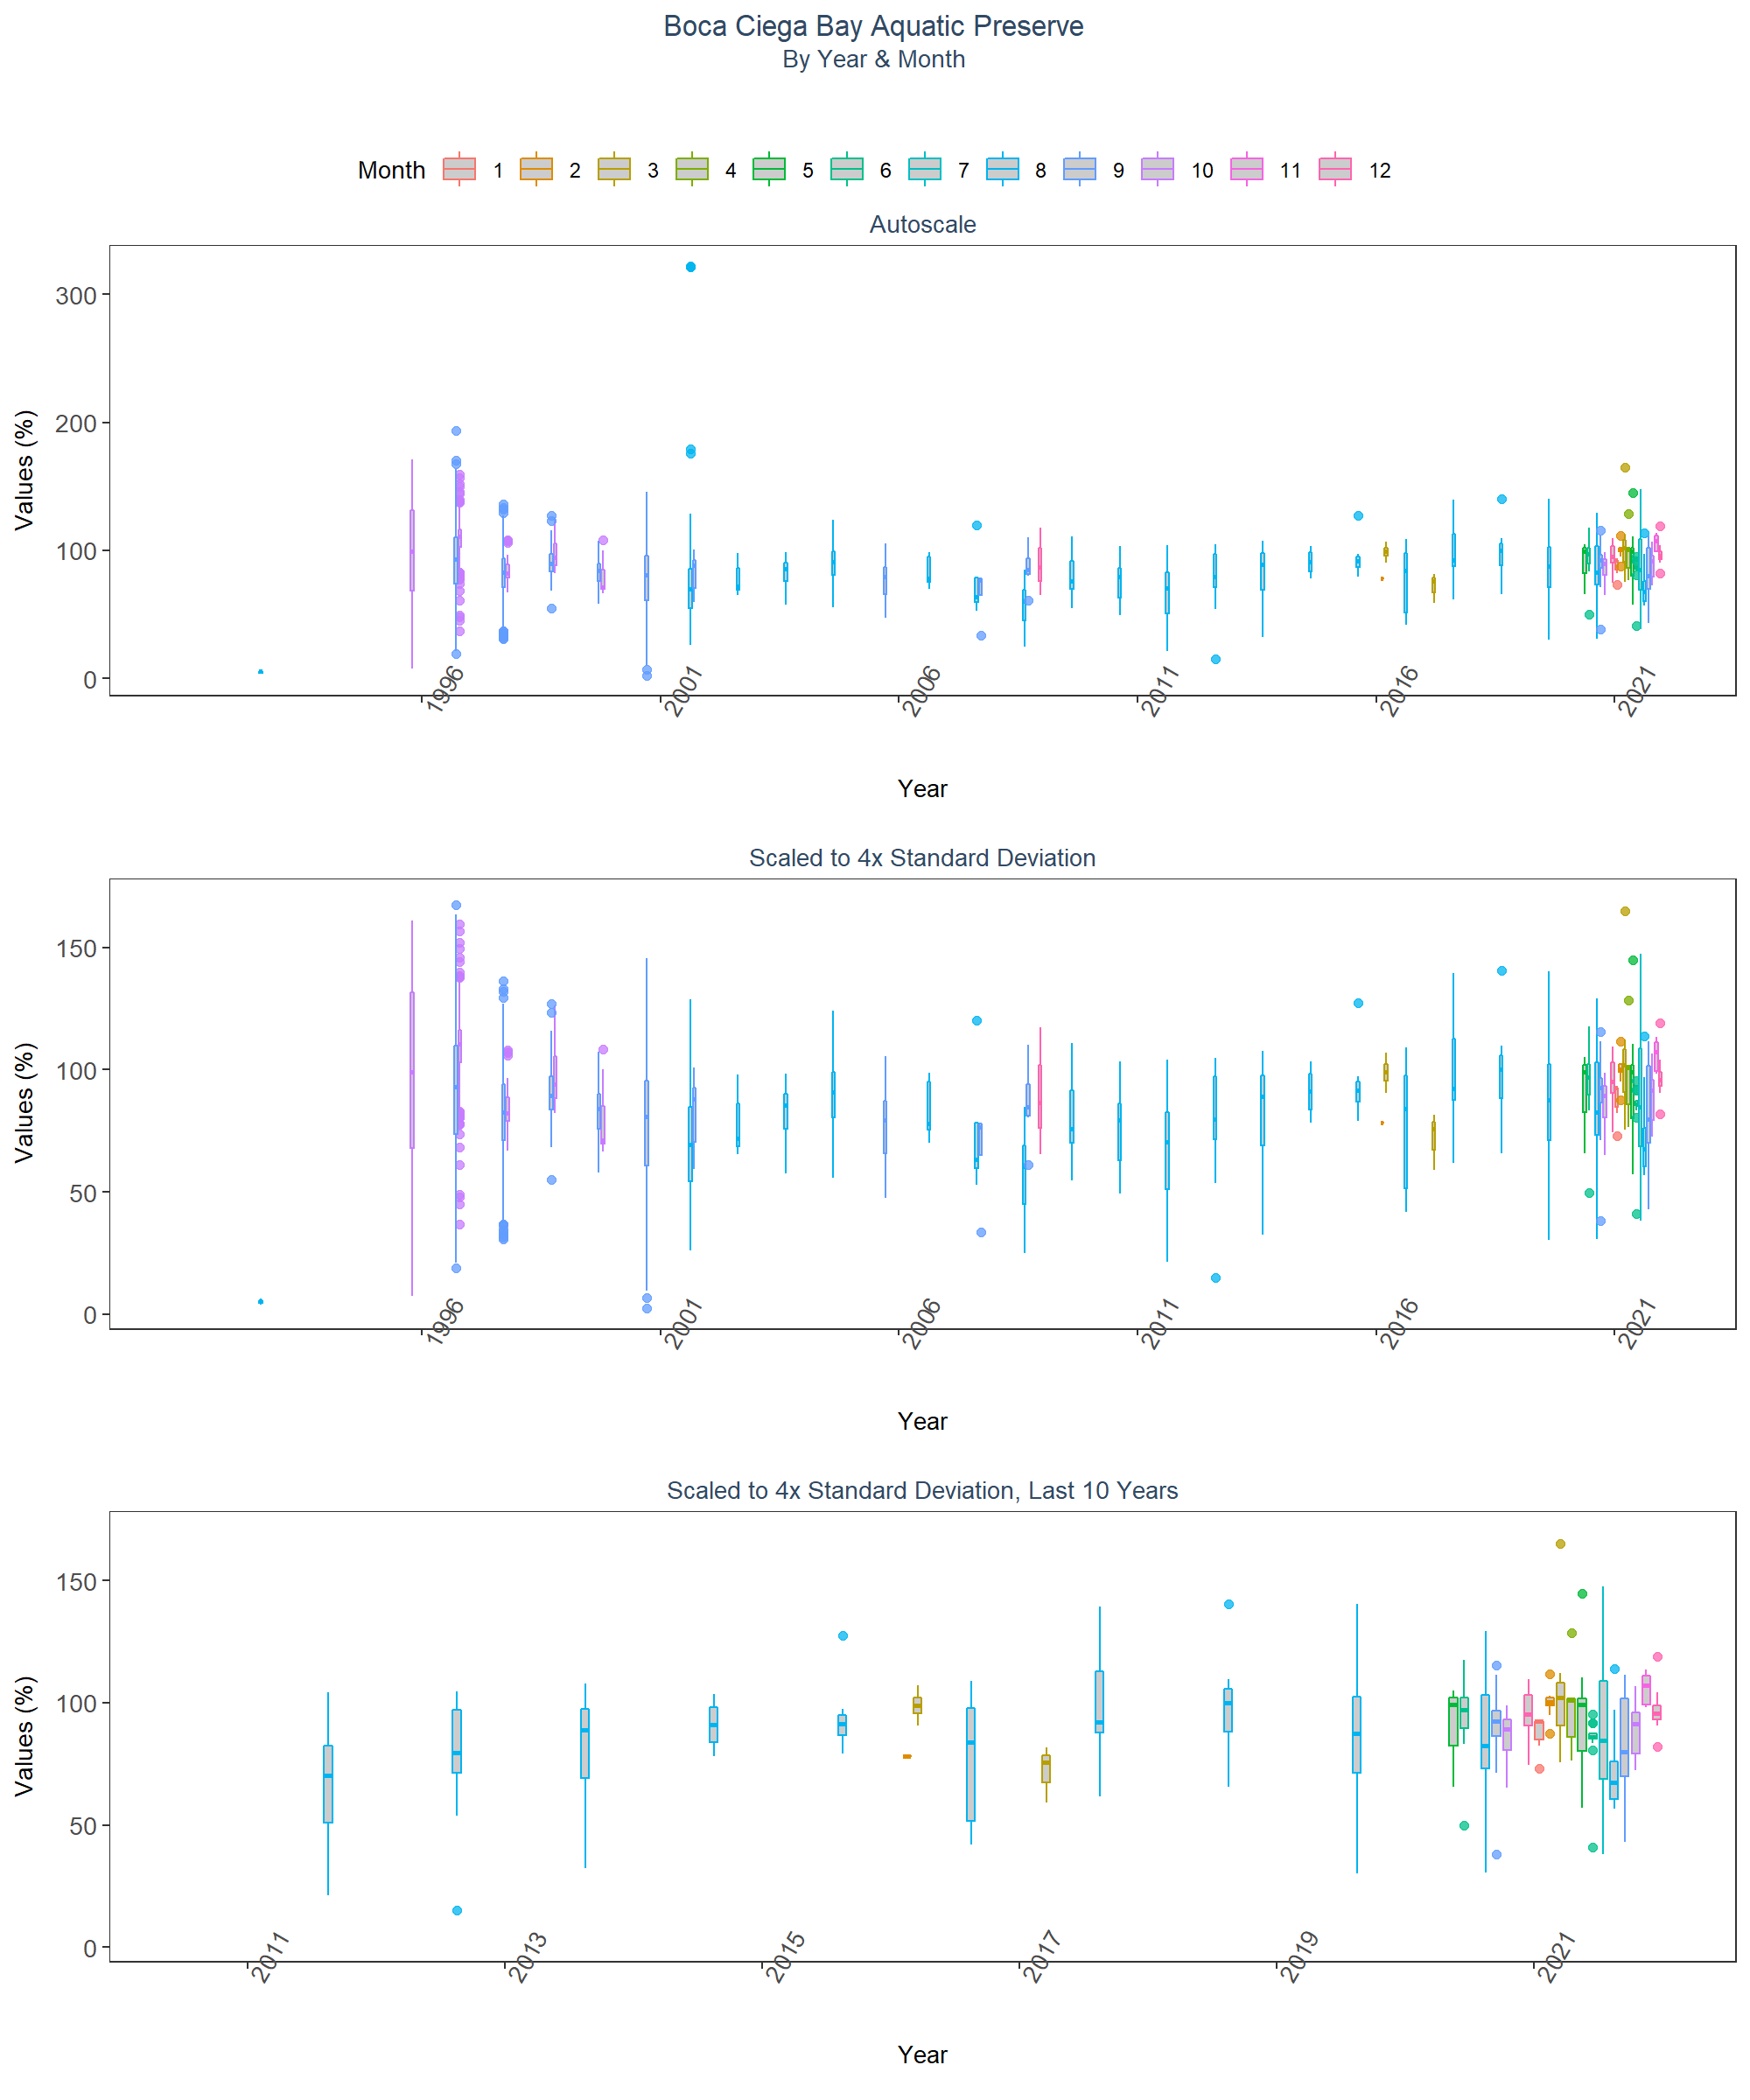 Boca Ciega Bay Aquatic Preserve
By Year & Month
Month 1 2 3 4 5 6 7 8 9 10 11 12
Autoscale
Values (%)
300
200
100
0
1996 2001 2006 2011 2016 2021
Year
Scaled to 4x Standard Deviation
Values (%)
150
100
50
0
1996 2001 2006 2011 2016 2021
Year
Scaled to 4x Standard Deviation, Last 10 Years
Values (%)
150
100
50
0
2011 2013 2015 2017 2019 2021
Year